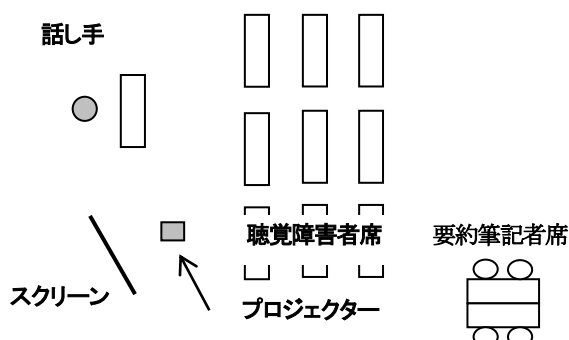 話し手
聴覚障害者席
要約筆記者席
スクリーン
プロジェクター